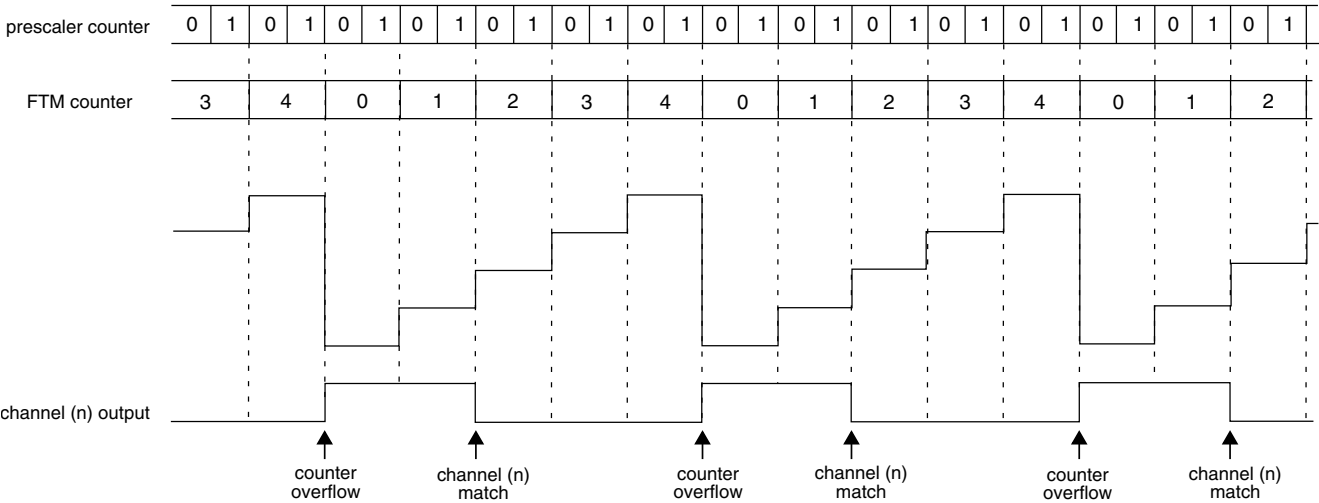 prescaler counter 0 1 0 1 0 1 0 1 0 1 0 1 0 1 0 1 0 1 0 1 0 1 0 1 0 1 0 1 0 1
FTM counter 3 4 0 1 2 3 4 0 1 2 3 4 0 1 2
channel (n) output
counter overflow
channel (n) match
counter overflow
channel (n) match
counter overflow
channel (n) match